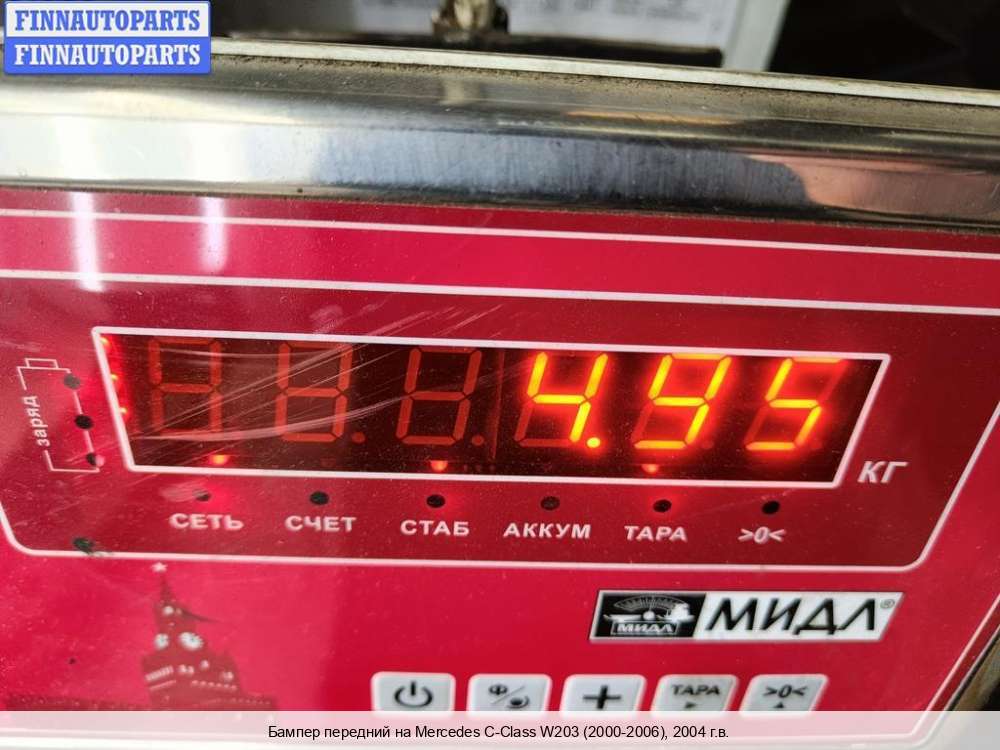 FINNAUTOPARTS
FINNAUTOPARTS
заряд
4.95
КГ
СЕТЬ СЧЕТ СТАБ АККУМ ТАРА >0<
МИДЛ МИДЛ®
Ф/ + ТАРА >0<
Бампер передний на Mercedes C-Class W203 (2000-2006), 2004 г.в.